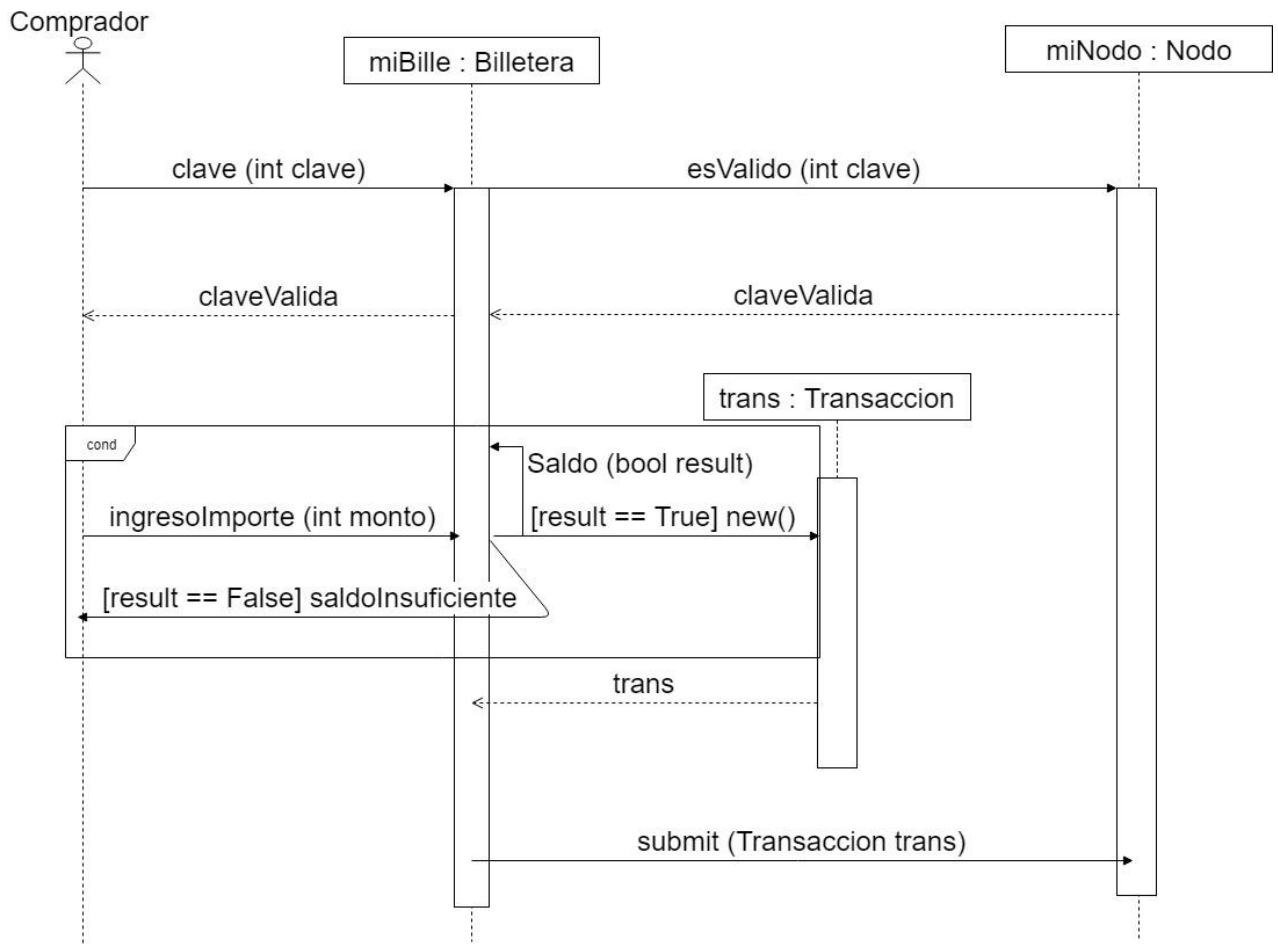 Comprador
miBille : Billetera
miNodo : Nodo
clave (int clave)
esValido (int clave)
claveValida
claveValida
trans : Transaccion
cond
Saldo (bool result)
ingresoImporte (int monto)
[result == True] new()
[result == False] saldoInsuficiente
trans
submit (Transaccion trans)